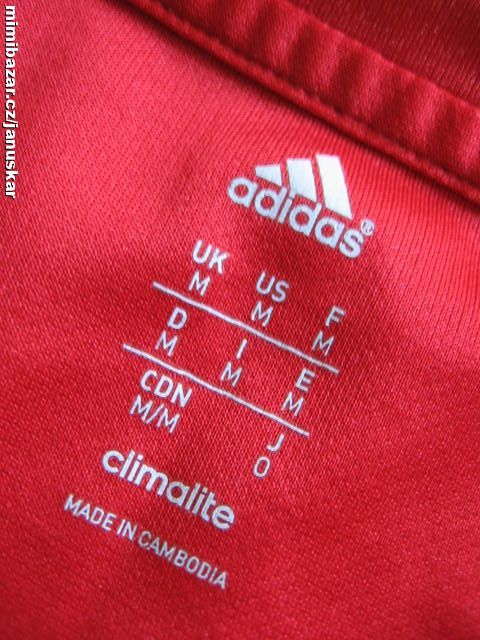 mimibazar.cz/januskar
adidas®
UK US F
M M M
D I E
M M M
CDN J
M/M O
climalite
MADE IN CAMBODIA